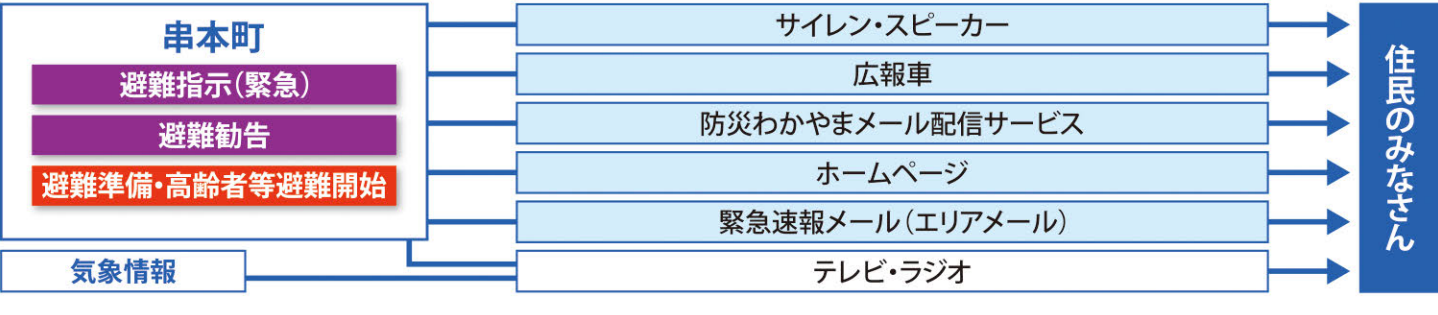 串本町
避難指示(緊急)
避難勧告
避難準備・高齢者等避難開始
気象情報
サイレン・スピーカー
広報車
防災わかやまメール配信サービス
ホームページ
緊急速報メール(エリアメール)
テレビ・ラジオ
住民のみなさん